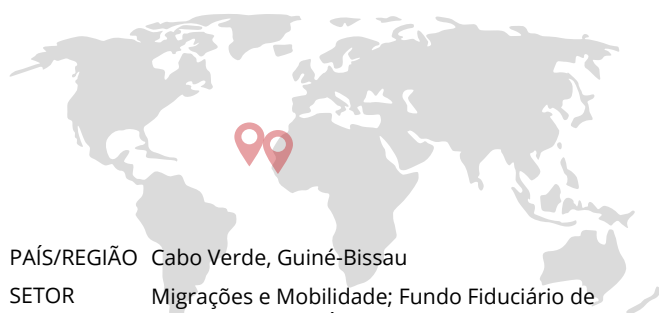 PAÍS/REGIÃO Cabo Verde, Guiné-Bissau
SETOR Migrações e Mobilidade; Fundo Fiduciário de